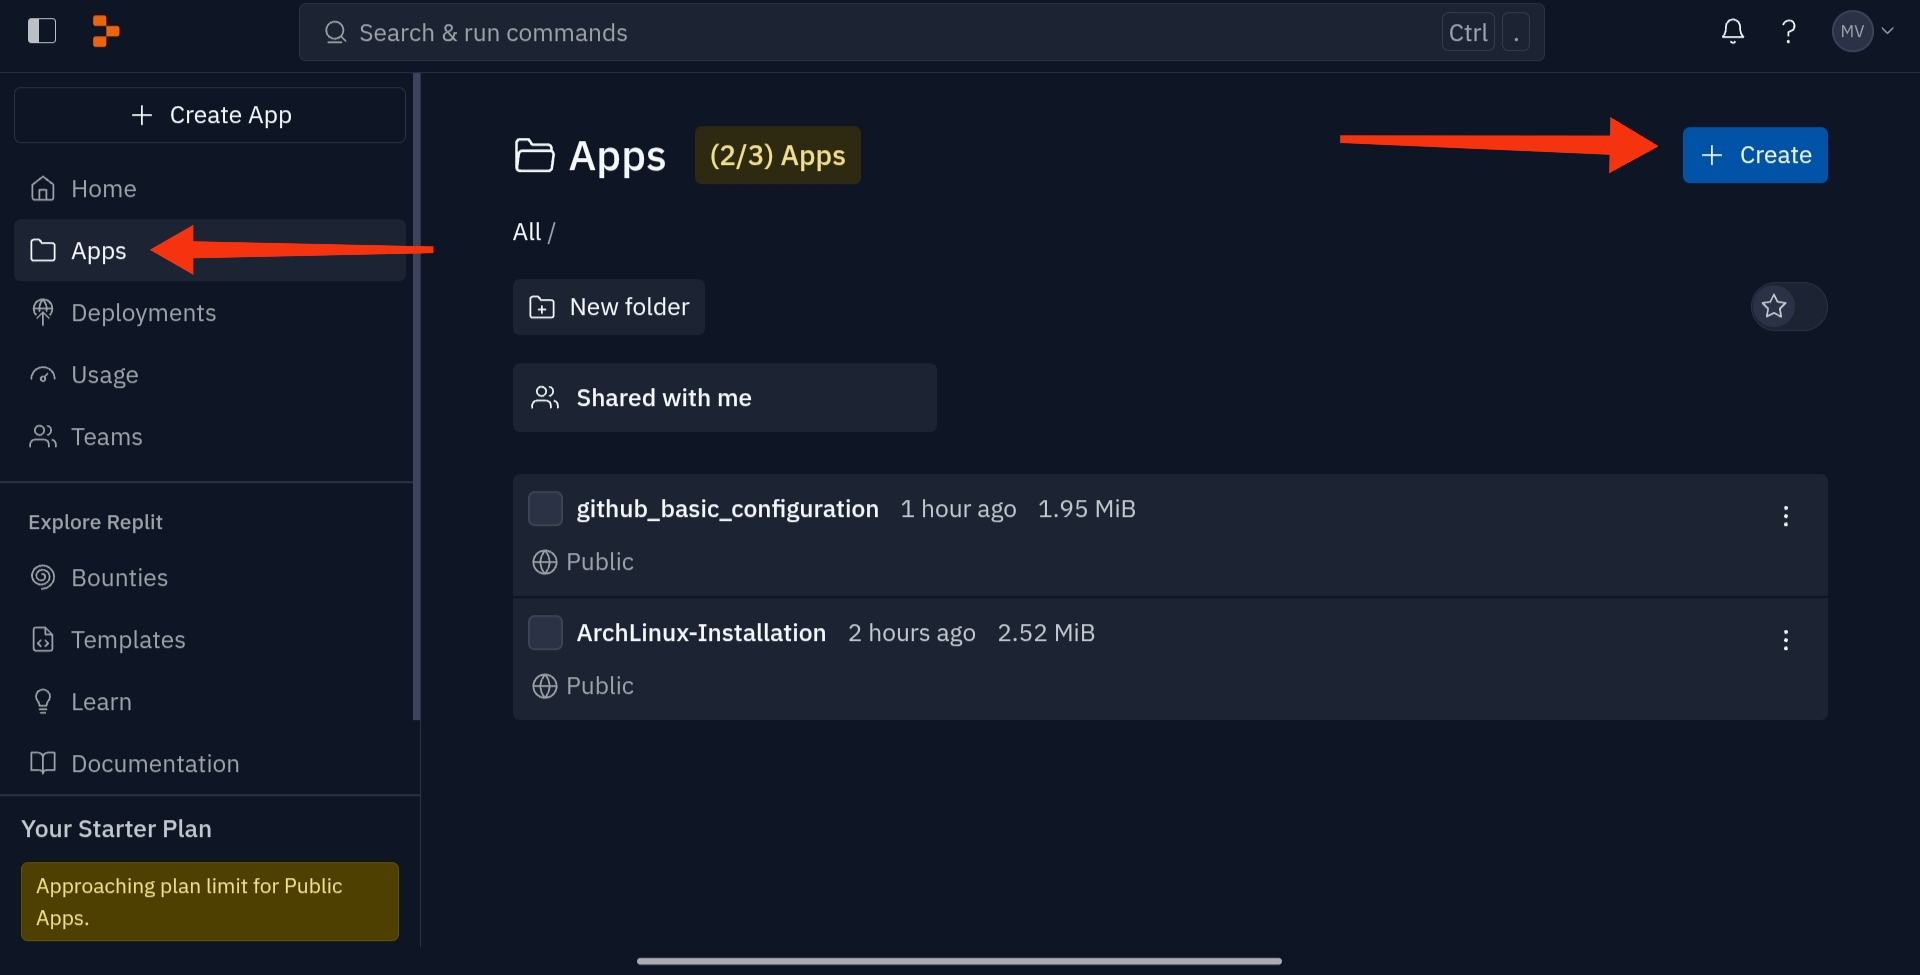 Search & run commands Ctrl .
MV
+ Create App
Home
Apps
Deployments
Usage
Teams
Explore Replit
Bounties
Templates
Learn
Documentation
Your Starter Plan
Approaching plan limit for Public
Apps.
Apps (2/3) Apps
+ Create
All /
New folder
Shared with me
github_basic_configuration 1 hour ago 1.95 MiB
Public
ArchLinux-Installation 2 hours ago 2.52 MiB
Public